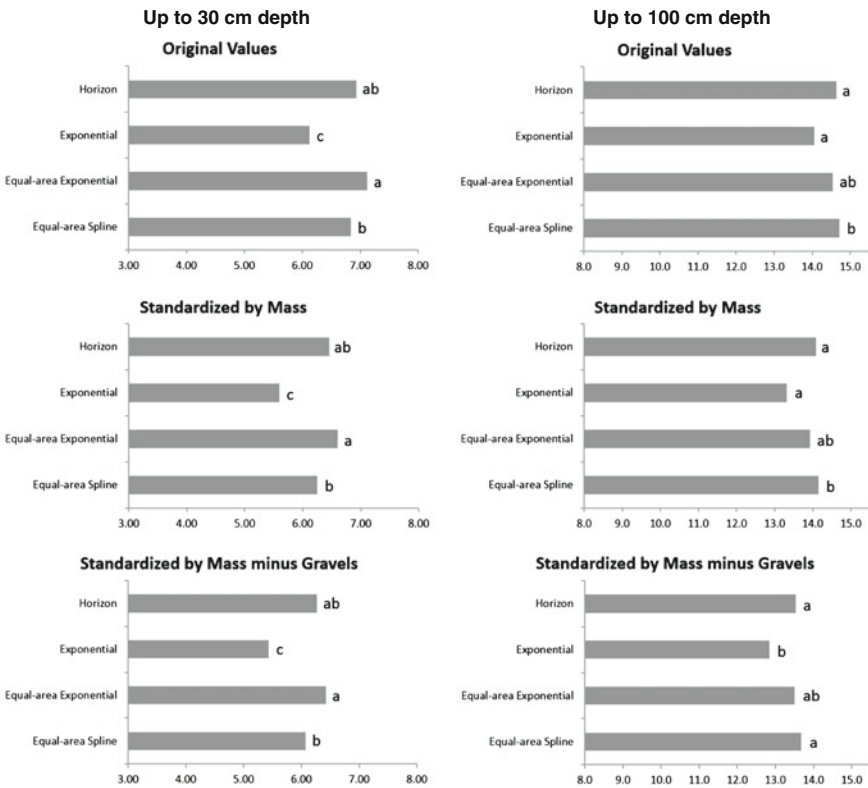 Up to 30 cm depth
Original Values
Horizon ab
Exponential c
Equal-area Exponential a
Equal-area Spline b
3.00 4.00 5.00 6.00 7.00 8.00
Standardized by Mass
Horizon ab
Exponential c
Equal-area Exponential a
Equal-area Spline b
3.00 4.00 5.00 6.00 7.00 8.00
Standardized by Mass minus Gravels
Horizon ab
Exponential c
Equal-area Exponential a
Equal-area Spline b
3.00 4.00 5.00 6.00 7.00 8.00
Up to 100 cm depth
Original Values
Horizon a
Exponential a
Equal-area Exponential ab
Equal-area Spline b
8.0 9.0 10.0 11.0 12.0 13.0 14.0 15.0
Standardized by Mass
Horizon a
Exponential a
Equal-area Exponential ab
Equal-area Spline b
8.0 9.0 10.0 11.0 12.0 13.0 14.0 15.0
Standardized by Mass minus Gravels
Horizon a
Exponential b
Equal-area Exponential ab
Equal-area Spline a
8.0 9.0 10.0 11.0 12.0 13.0 14.0 15.0